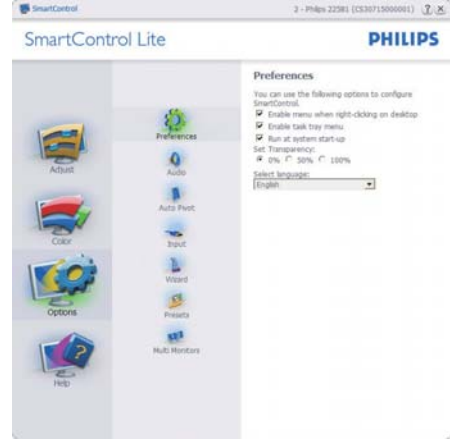 SmartControl
2 - Philips 225B1 (CS30715000001)
SmartControl Lite
PHILIPS
Adjust
Color
Options
Help
Preferences
Audio
Auto Pivot
Input
Wizard
Presets
Multi Monitors
Preferences
You can use the following options to configure
SmartControl.
Enable menu when right-clicking on desktop
Enable task tray menu
Run at system start-up
Set Transparency:
0% 50% 100%
Select language:
English